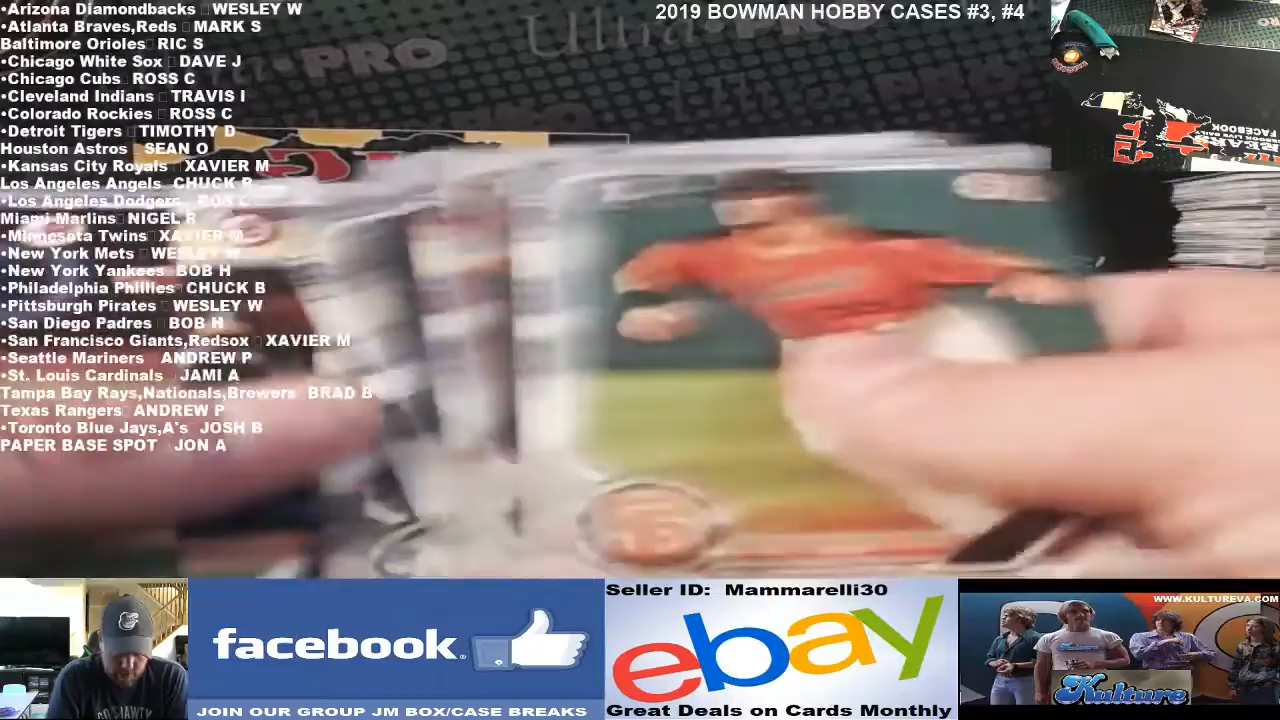 •Arizona Diamondbacks WESLEY W
•Atlanta Braves,Reds MARK S
Baltimore Orioles RIC S
•Chicago White Sox DAVE J
•Chicago Cubs ROSS C
•Cleveland Indians TRAVIS I
•Colorado Rockies ROSS C
•Detroit Tigers TIMOTHY D
Houston Astros SEAN O
•Kansas City Royals XAVIER M
Los Angeles Angels CHUCK
•Los Angeles Dodgers
Miami Marlins NIGEL R
•Minnesota Twins XAVIER M
•New York Mets WESLEY W
•New York Yankees BOB H
•Philadelphia Phillies CHUCK B
•Pittsburgh Pirates WESLEY W
•San Diego Padres BOB H
•San Francisco Giants,Redsox XAVIER M
•Seattle Mariners ANDREW P
•St. Louis Cardinals JAMI A
Tampa Bay Rays,Nationals,Brewers BRAD B
Texas Rangers ANDREW P
•Toronto Blue Jays,A's JOSH B
PAPER BASE SPOT JON A
2019 BOWMAN HOBBY CASES #3, #4
Ultra PRO
FACEBOOK
facebook.
JOIN OUR GROUP JM BOX/CASE BREAKS
Seller ID: Mammarelli30
ebay
Great Deals on Cards Monthly
WWW.KULTUREVA.COM
Kulture